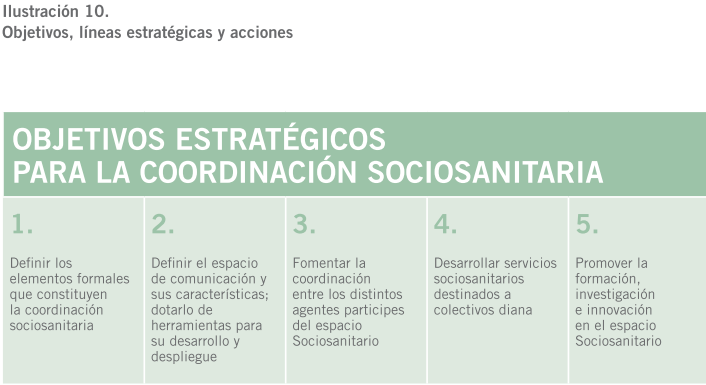 Ilustración 10.
Objetivos, líneas estratégicas y acciones
OBJETIVOS ESTRATÉGICOS
PARA LA COORDINACIÓN SOCIOSANITARIA
1.
Definir los
elementos formales
que constituyen
la coordinación
sociosanitaria
2.
Definir el espacio
de comunicación y
sus características;
dotarlo de
herramientas para
su desarrollo y
despliegue
3.
Fomentar la
coordinación
entre los distintos
agentes participes
del espacio
Sociosanitario
4.
Desarrollar servicios
sociosanitarios
destinados a
colectivos diana
5.
Promover la
formación,
investigación
e innovación
en el espacio
Sociosanitario